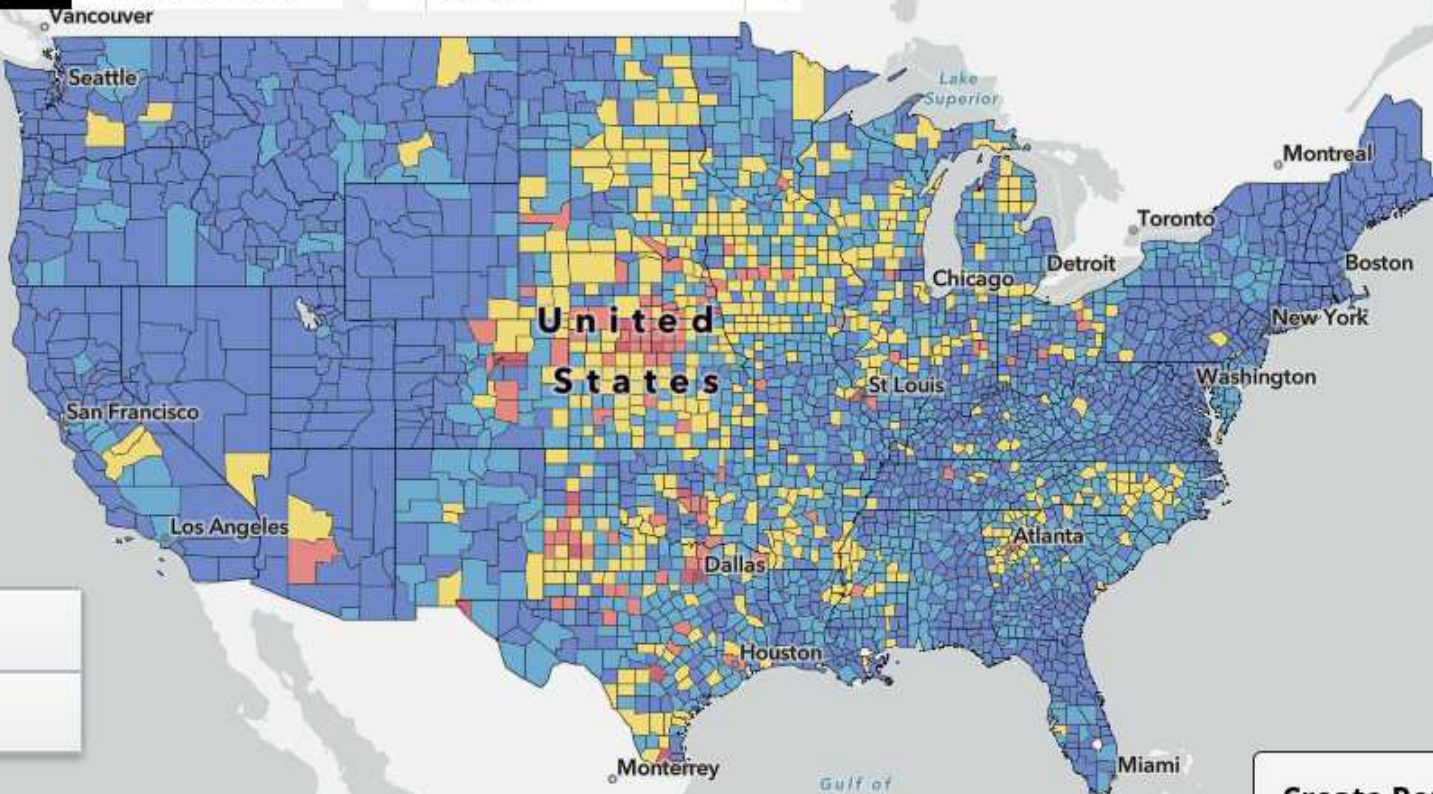 Vancouver
Seattle
Lake
Superior
Montreal
Toronto
Boston
Detroit
Chicago
New York
United
States
St Louis
Washington
San Francisco
Los Angeles
Atlanta
Dallas
Houston
Monterrey
Miami
Gulf of